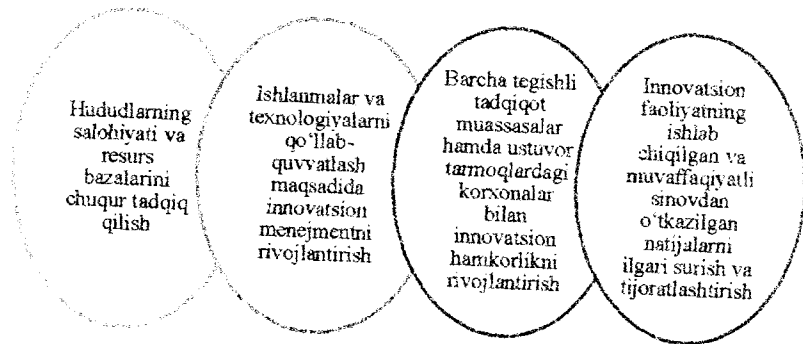 Hududlarning
salohiyati va
resurs
bazalarini
chuqur tadqiq
qilish
Ishlanmalar va
texnologiyalarni
qo‘llab-
quvvatlash
maqsadida
innovatsion
menejmentni
rivojlantirish
Barcha tegishli
tadqiqot
muassasalar
hamda ustuvor
tarmoqlardagi
korxonalar
bilan
innovatsion
hamkorlikni
rivojlantirish
Innovatsion
faoliyatning
ishlab
chiqilgan va
muvaffaqiyatli
sinovdan
o‘tkazilgan
natijalarni
ilgari surish va
tijoratlashtirish